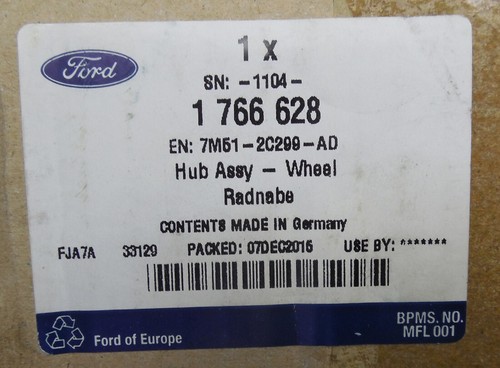 Ford
1 x
SN: -1104-
1 766 628
EN: 7M51-2C299-AD
Hub Assy - Wheel
Radnabe
CONTENTS MADE IN Germany
FJA7A 33129 PACKED: 07DEC2015 USE BY: *******
Ford of Europe
BPMS. NO.
MFL 001